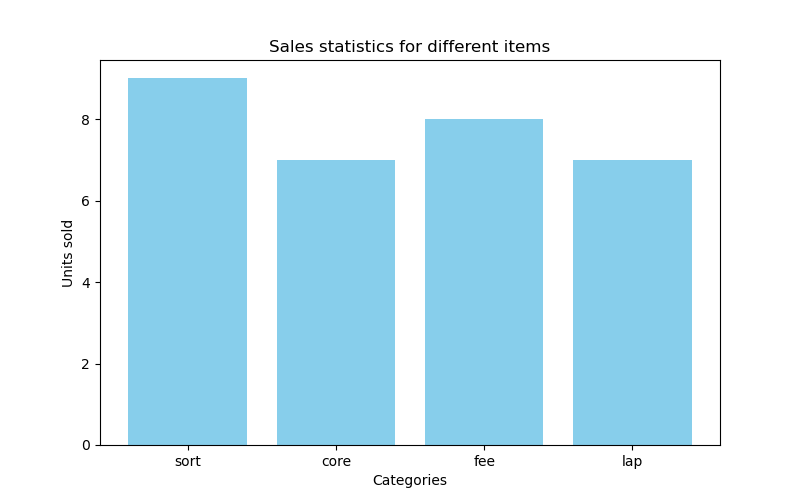 Sales statistics for different items
Units sold
8
6
4
2
0
sort core fee lap
Categories